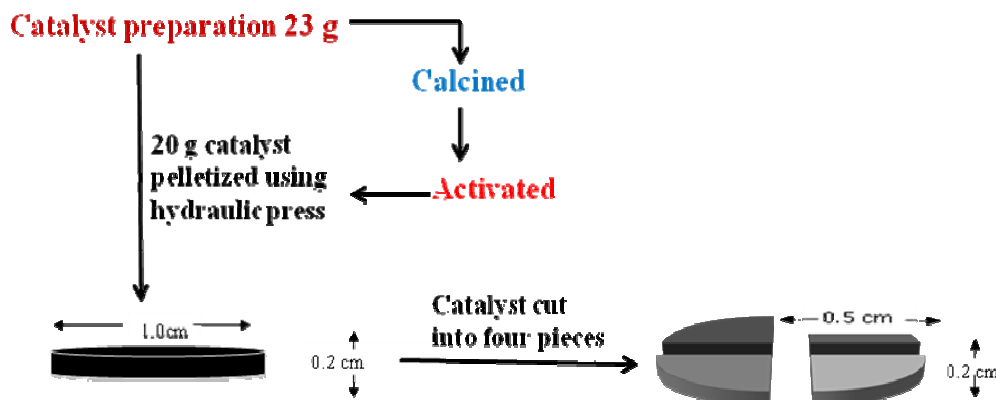 Catalyst preparation 23 g
Calcined
20 g catalyst
pelletized using
hydraulic press
Activated
1.0cm
0.2 cm
Catalyst cut
into four pieces
0.5 cm
0.2 cm